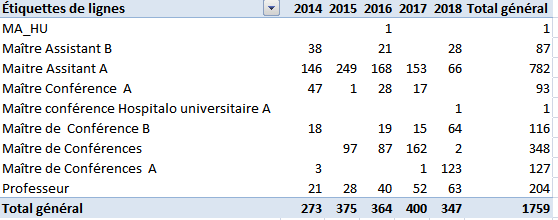 Étiquettes de lignes 2014 2015 2016 2017 2018 Total général
MA_HU 1 1
Maître Assistant B 38 21 28 87
Maitre Assitant A 146 249 168 153 66 782
Maître Conférence  A 47 1 28 17 93
Maître conférence Hospitalo universitaire A 1 1
Maître de  Conférence B 18 19 15 64 116
Maître de Conférences 97 87 162 2 348
Maître de Conférences  A 3 1 123 127
Professeur 21 28 40 52 63 204
Total général 273 375 364 400 347 1759